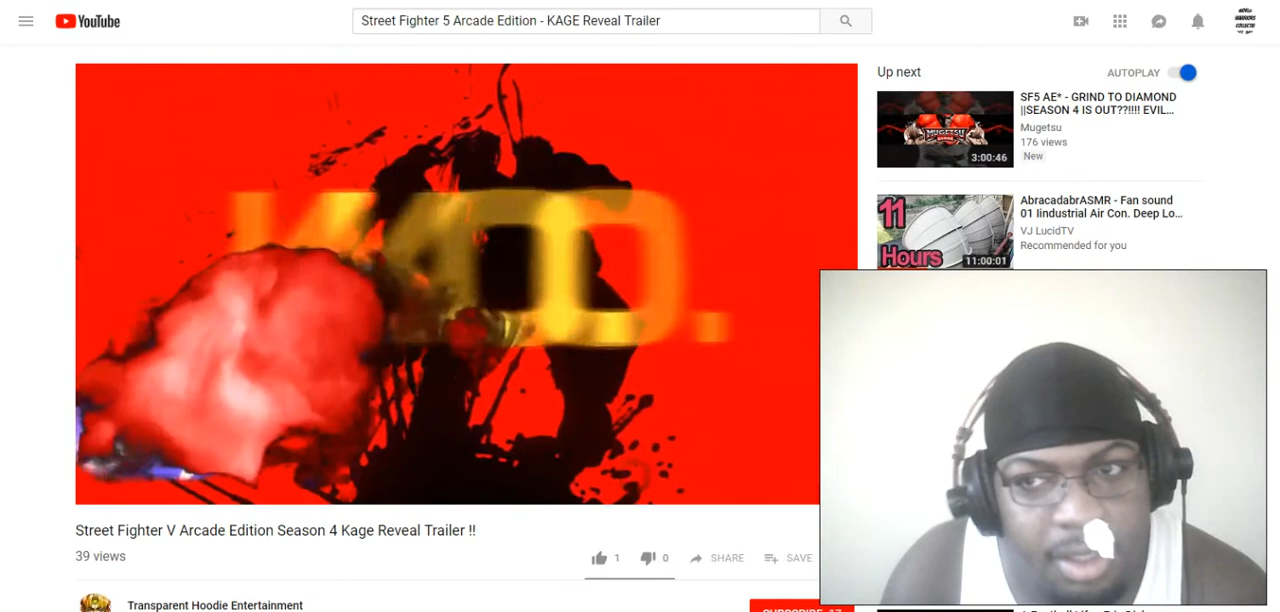 YouTube
Street Fighter 5 Arcade Edition - KAGE Reveal Trailer
K.O.
Street Fighter V Arcade Edition Season 4 Kage Reveal Trailer !!
39 views
1
0
SHARE
SAVE
Transparent Hoodie Entertainment
SUBSCRIBE 17
Up next
AUTOPLAY
MUGETSU
3:00:46
SF5 AE* - GRIND TO DIAMOND
||SEASON 4 IS OUT??!!!! EVIL...
Mugetsu
176 views
New
11
Hours
11:00:01
AbracadabrASMR - Fan sound
01 Iindustrial Air Con. Deep Lo...
VJ LucidTV
Recommended for you